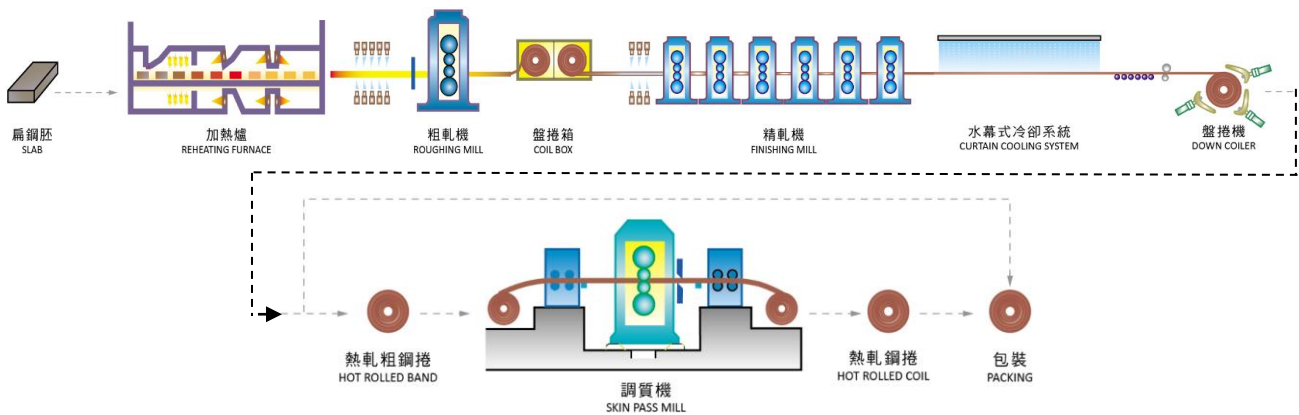 扁鋼胚
SLAB
加熱爐
REHEATING FURNACE
粗軋機
ROUGHING MILL
盤捲箱
COIL BOX
精軋機
FINISHING MILL
水幕式冷卻系統
CURTAIN COOLING SYSTEM
盤捲機
DOWN COILER
熱軋粗鋼捲
HOT ROLLED BAND
調質機
SKIN PASS MILL
熱軋鋼捲
HOT ROLLED COIL
包裝
PACKING